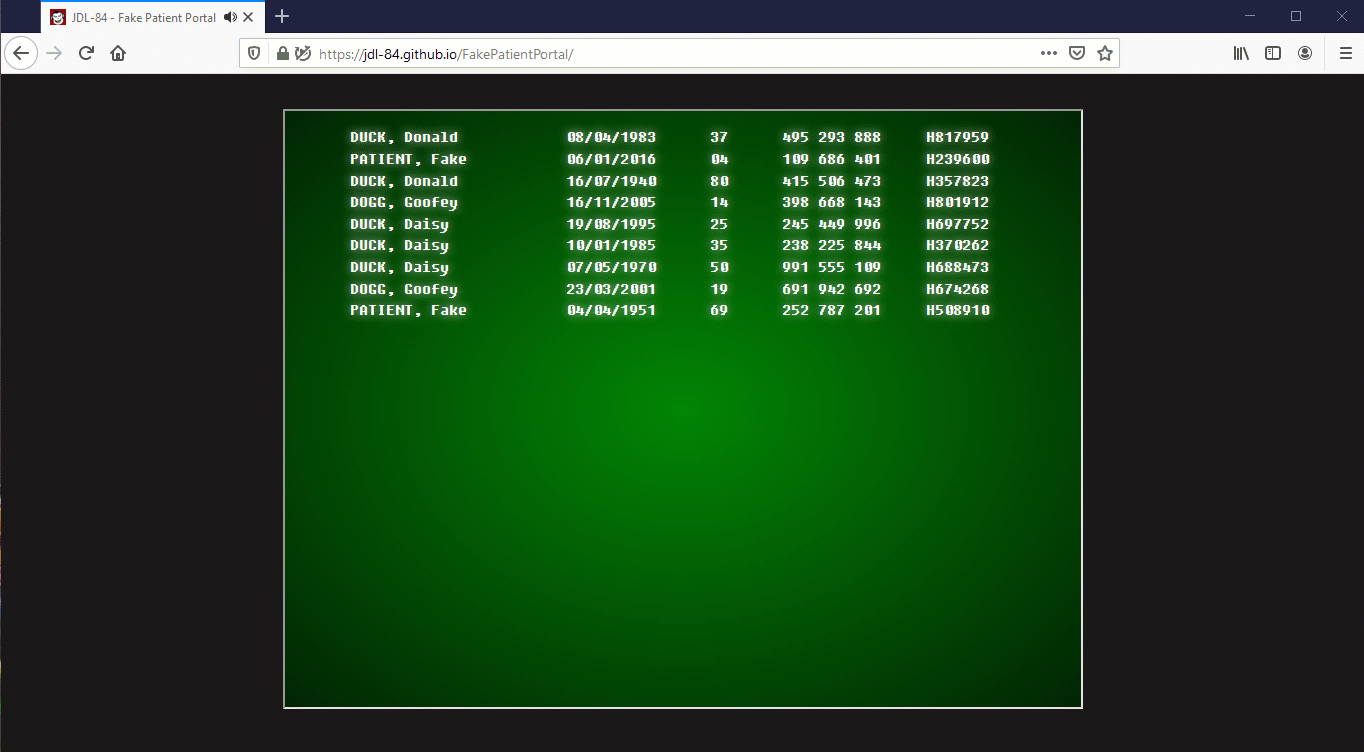 JDL-84 - Fake Patient Portal
https://jdl-84.github.io/FakePatientPortal/
DUCK, Donald 08/04/1983 37 495 293 888 H817959
PATIENT, Fake 06/01/2016 04 109 686 401 H239600
DUCK, Donald 16/07/1940 80 415 506 473 H357823
DOGG, Goofey 16/11/2005 14 398 668 143 H801912
DUCK, Daisy 19/08/1995 25 245 449 996 H697752
DUCK, Daisy 10/01/1985 35 238 225 844 H370262
DUCK, Daisy 07/05/1970 50 991 555 109 H688473
DOGG, Goofey 23/03/2001 19 691 942 692 H674268
PATIENT, Fake 04/04/1951 69 252 787 201 H508910